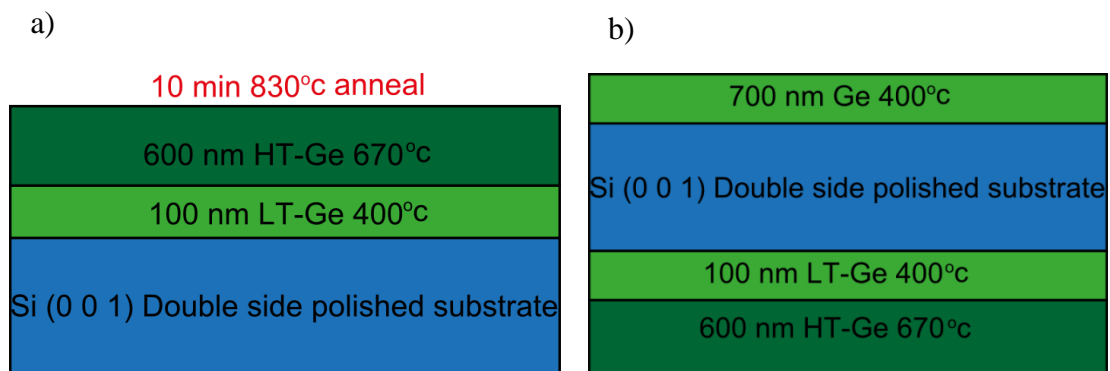 a)
10 min 830°c anneal
600 nm HT-Ge 670°c
100 nm LT-Ge 400°c
Si (0 0 1) Double side polished substrate
b)
700 nm Ge 400°c
Si (0 0 1) Double side polished substrate
100 nm LT-Ge 400°c
600 nm HT-Ge 670°c